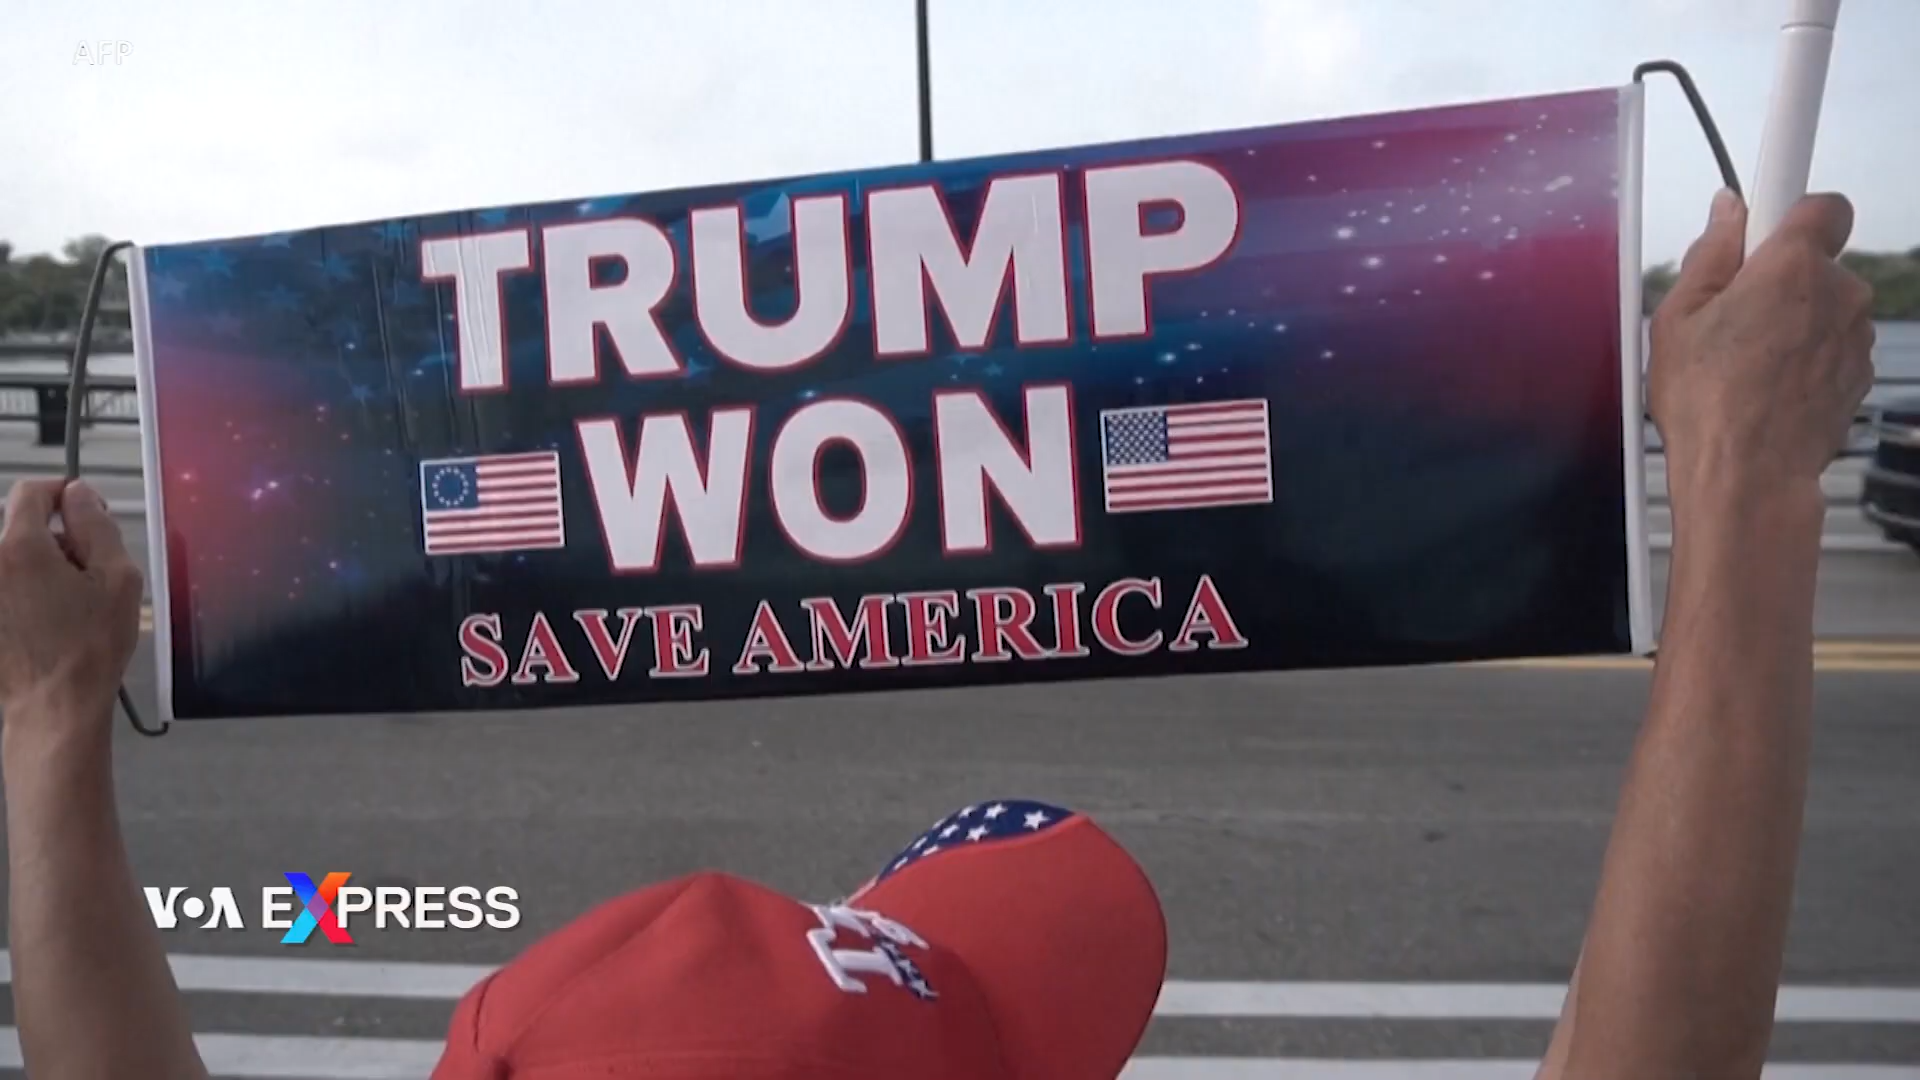 AFP
TRUMP
WON
SAVE AMERICA
VOA EXPRESS